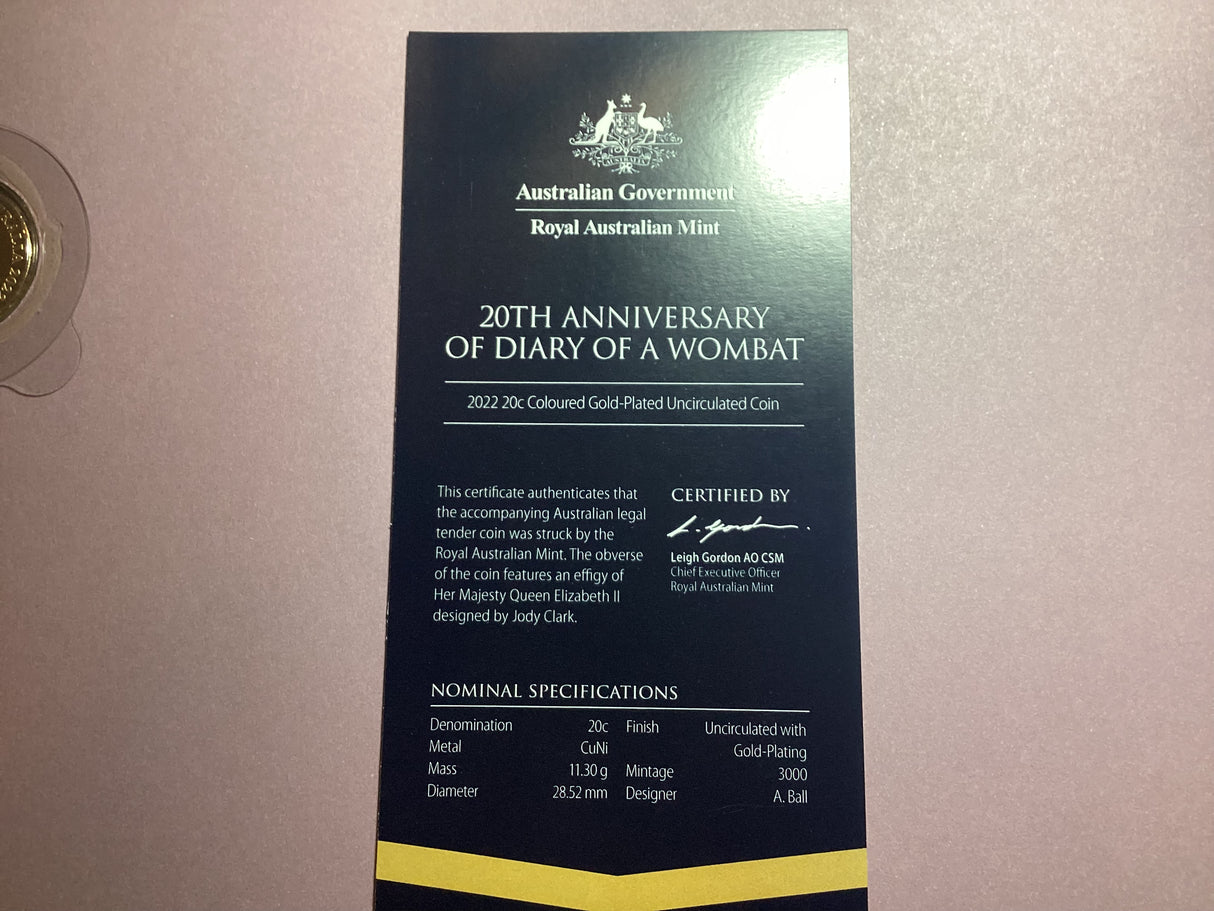 AUSTRALIA
Australian Government
Royal Australian Mint
20TH ANNIVERSARY
OF DIARY OF A WOMBAT
2022 20c Coloured Gold-Plated Uncirculated Coin
This certificate authenticates that
the accompanying Australian legal
tender coin was struck by the
Royal Australian Mint. The obverse
of the coin features an effigy of
Her Majesty Queen Elizabeth II
designed by Jody Clark.
CERTIFIED BY
L. Gordon
Leigh Gordon AO CSM
Chief Executive Officer
Royal Australian Mint
NOMINAL SPECIFICATIONS
Denomination 20c Finish Uncirculated with
Metal CuNi Gold-Plating
Mass 11.30 g Mintage 3000
Diameter 28.52 mm Designer A. Ball